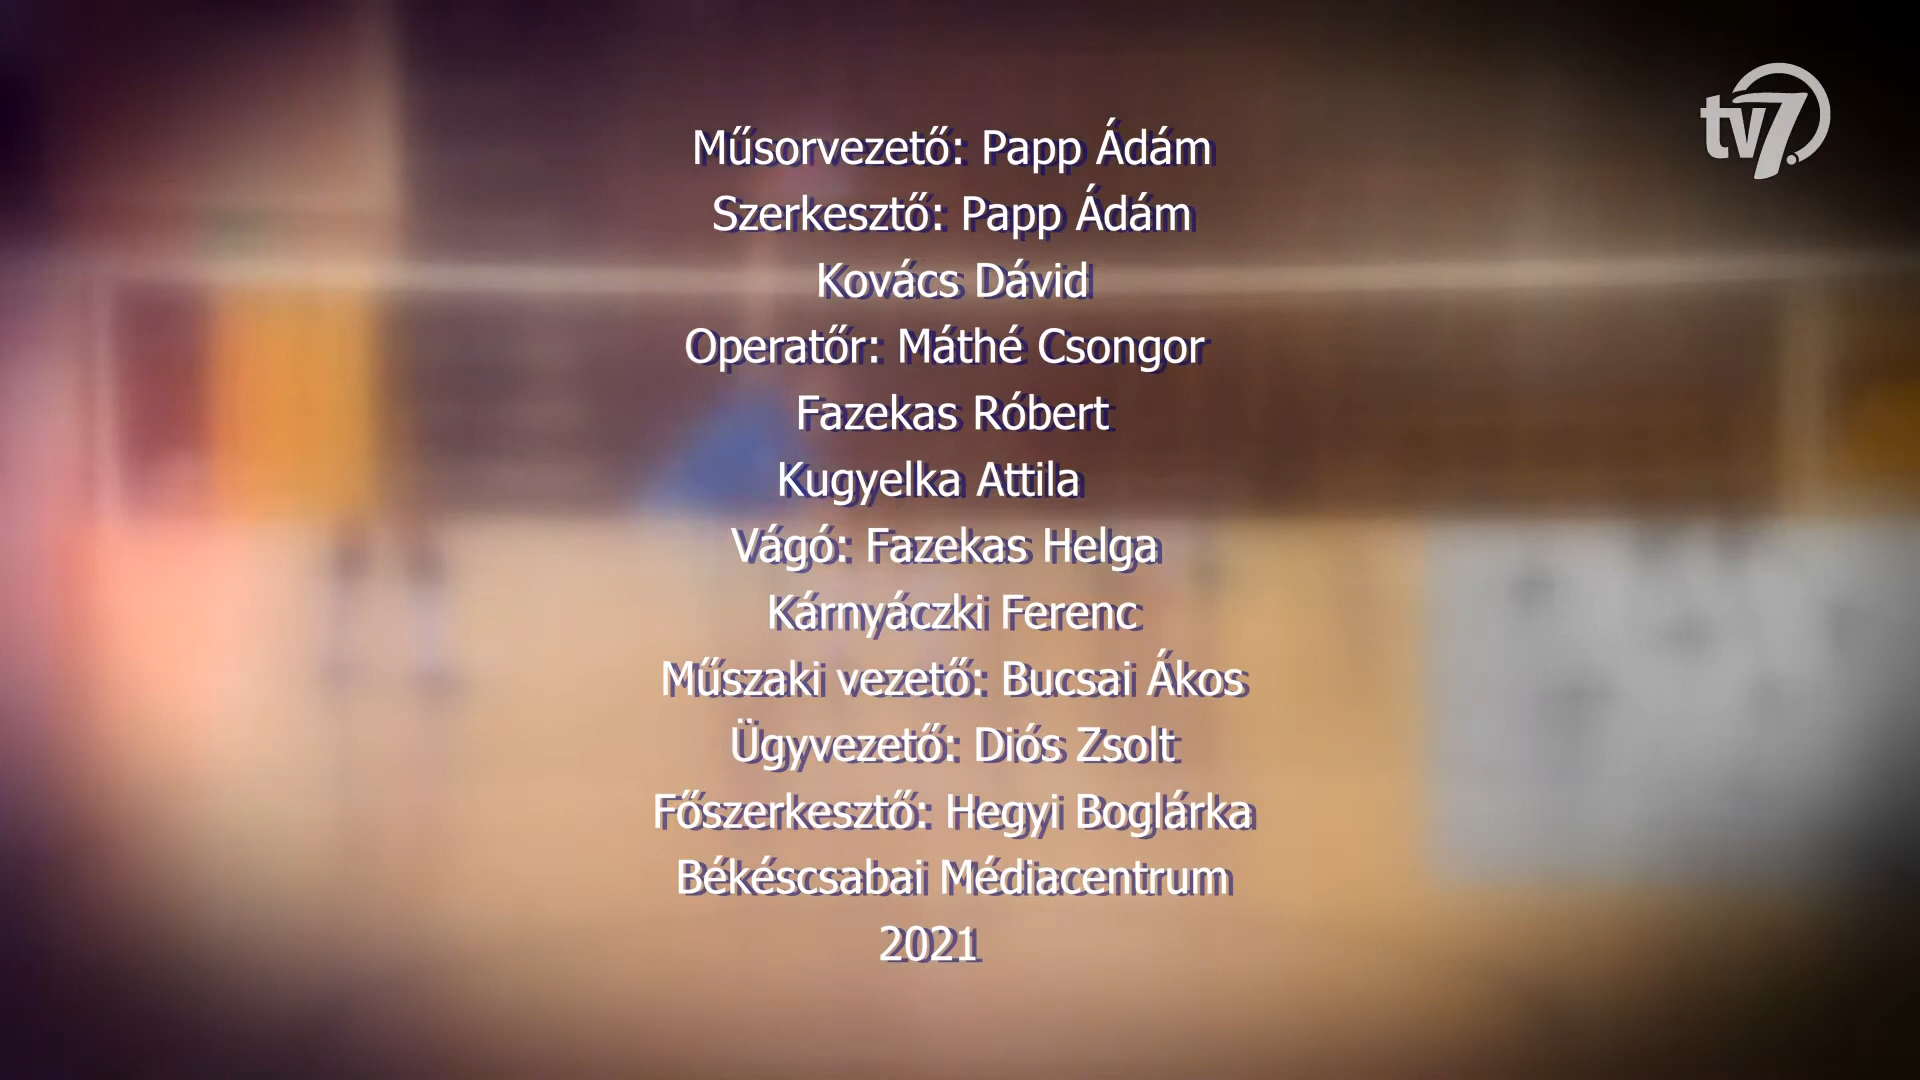 tv7.
Műsorvezető: Papp Ádám
Szerkesztő: Papp Ádám
Kovács Dávid
Operatőr: Máthé Csongor
Fazekas Róbert
Kugyelka Attila
Vágó: Fazekas Helga
Kárnyáczki Ferenc
Műszaki vezető: Bucsai Ákos
Ügyvezető: Diós Zsolt
Főszerkesztő: Hegyi Boglárka
Békéscsabai Médiacentrum
2021